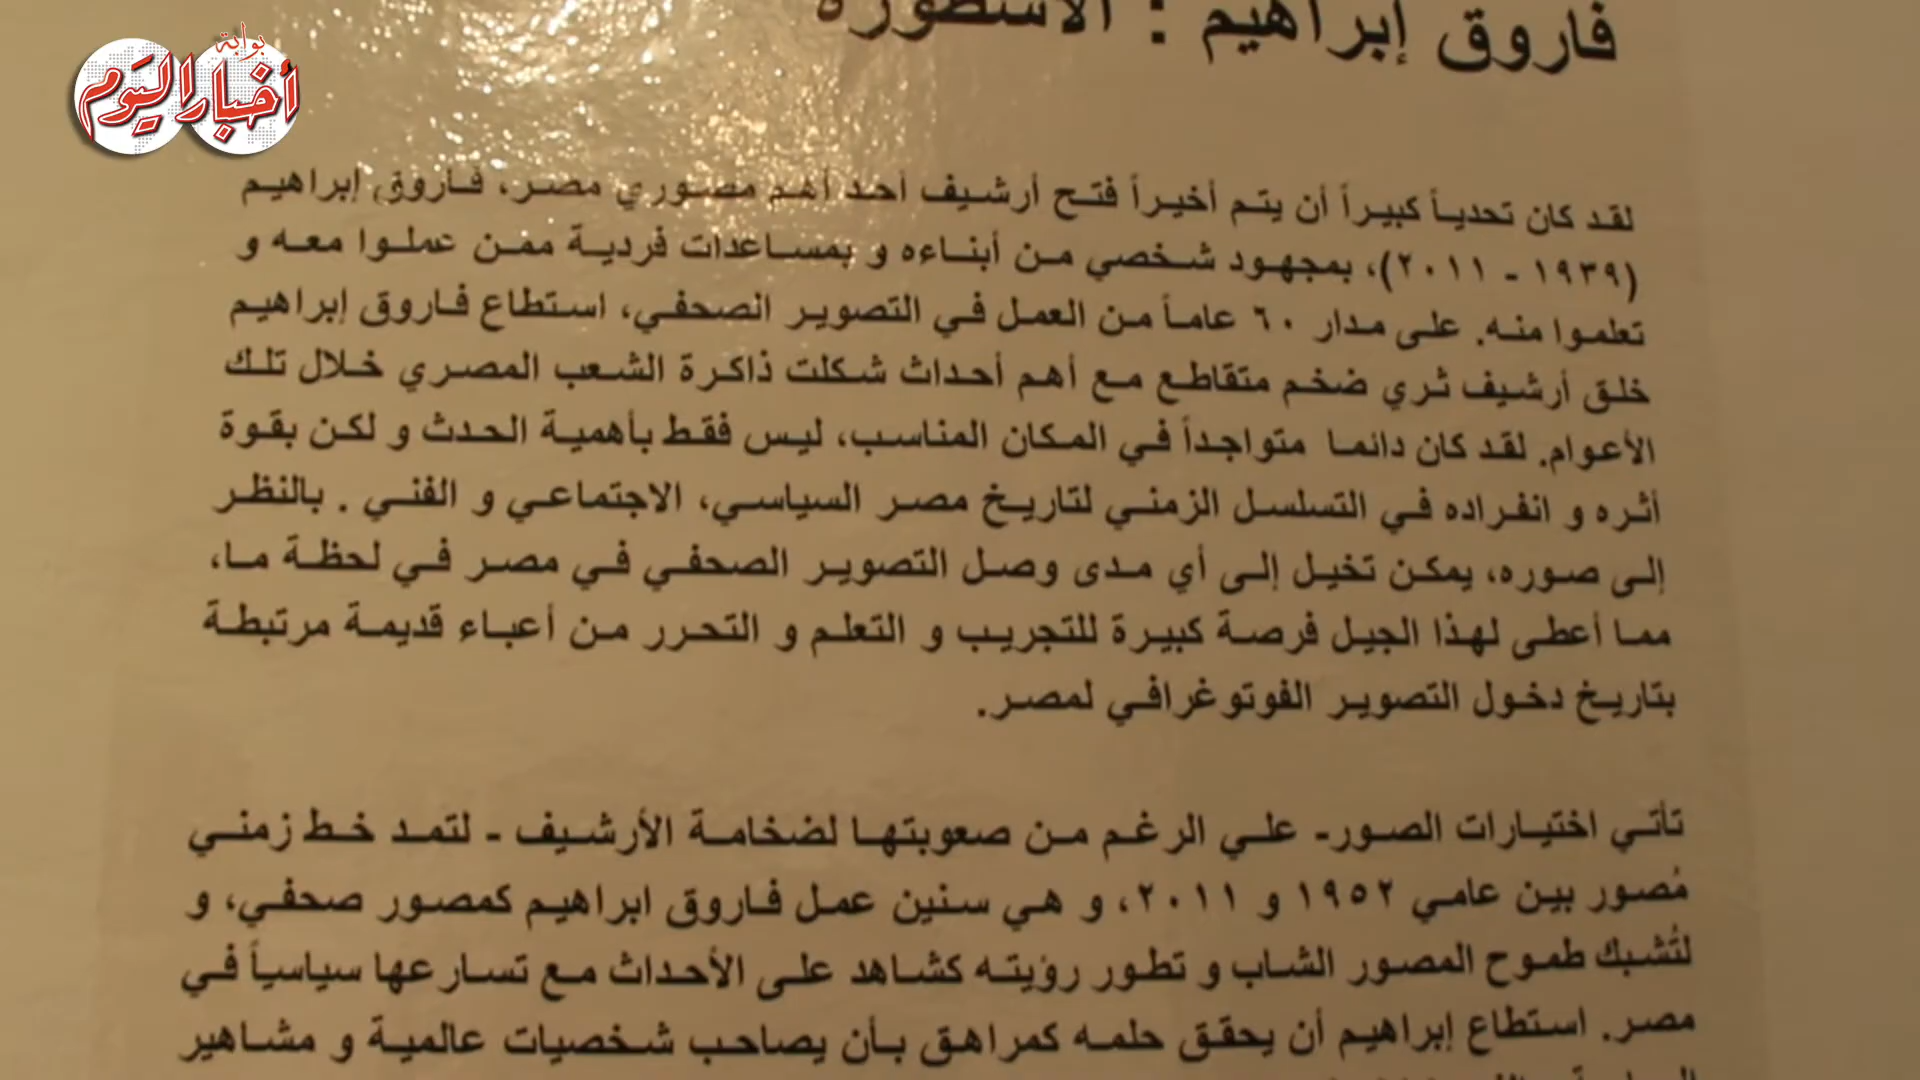 بوابة
أخبار اليوم
فاروق إبراهيم : الأسطورة
لقد كان تحدياً كبيراً أن يتم أخيراً فتح أرشيف أحد أهم مصوري مصر، فاروق إبراهيم
(١٩٣٩ - ٢٠١١)، بمجهود شخصي من أبناءه و بمساعدات فردية ممن عملوا معه و
تعلموا منه. على مدار ٦٠ عاماً من العمل في التصوير الصحفي، استطاع فاروق إبراهيم
خلق أرشيف ثري ضخم متقاطع مع أهم أحداث شكلت ذاكرة الشعب المصري خلال تلك
الأعوام. لقد كان دائما متواجداً في المكان المناسب، ليس فقط بأهمية الحدث و لكن بقوة
أثره و انفراده في التسلسل الزمني لتاريخ مصر السياسي، الاجتماعي و الفني . بالنظر
إلى صوره، يمكن تخيل إلى أي مدى وصل التصوير الصحفي في مصر في لحظة ما،
مما أعطى لهذا الجيل فرصة كبيرة للتجريب و التعلم و التحرر من أعباء قديمة مرتبطة
بتاريخ دخول التصوير الفوتوغرافي لمصر.
تأتي اختيارات الصور- علي الرغم من صعوبتها لضخامة الأرشيف - لتمد خط زمني
مُصور بين عامي ١٩٥٢ و ٢٠١١، و هي سنين عمل فاروق ابراهيم كمصور صحفي، و
لتُشبك طموح المصور الشاب و تطور رؤيته كشاهد على الأحداث مع تسارعها سياسياً في
مصر. استطاع إبراهيم أن يحقق حلمه كمراهق بأن يصاحب شخصيات عالمية و مشاهير